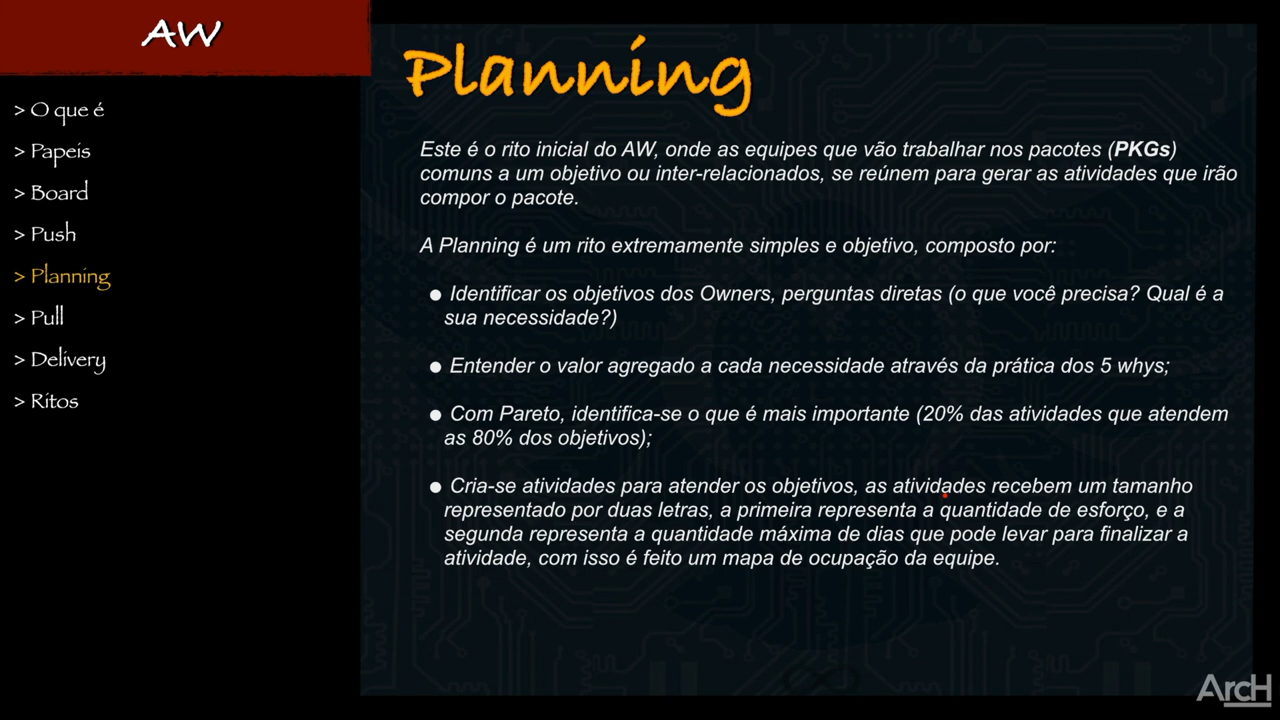 AW
> O que é
> Papeis
> Board
> Push
> Planning
> Pull
> Delivery
> Ritos
Planning
Este é o rito inicial do AW, onde as equipes que vão trabalhar nos pacotes (PKGs)
comuns a um objetivo ou inter-relacionados, se reúnem para gerar as atividades que irão
compor o pacote.
A Planning é um rito extremamente simples e objetivo, composto por:
● Identificar os objetivos dos Owners, perguntas diretas (o que você precisa? Qual é a
sua necessidade?)
● Entender o valor agregado a cada necessidade através da prática dos 5 whys;
● Com Pareto, identifica-se o que é mais importante (20% das atividades que atendem
as 80% dos objetivos);
● Cria-se atividades para atender os objetivos, as atividades recebem um tamanho
representado por duas letras, a primeira representa a quantidade de esforço, e a
segunda representa a quantidade máxima de dias que pode levar para finalizar a
atividade, com isso é feito um mapa de ocupação da equipe.
ArcH